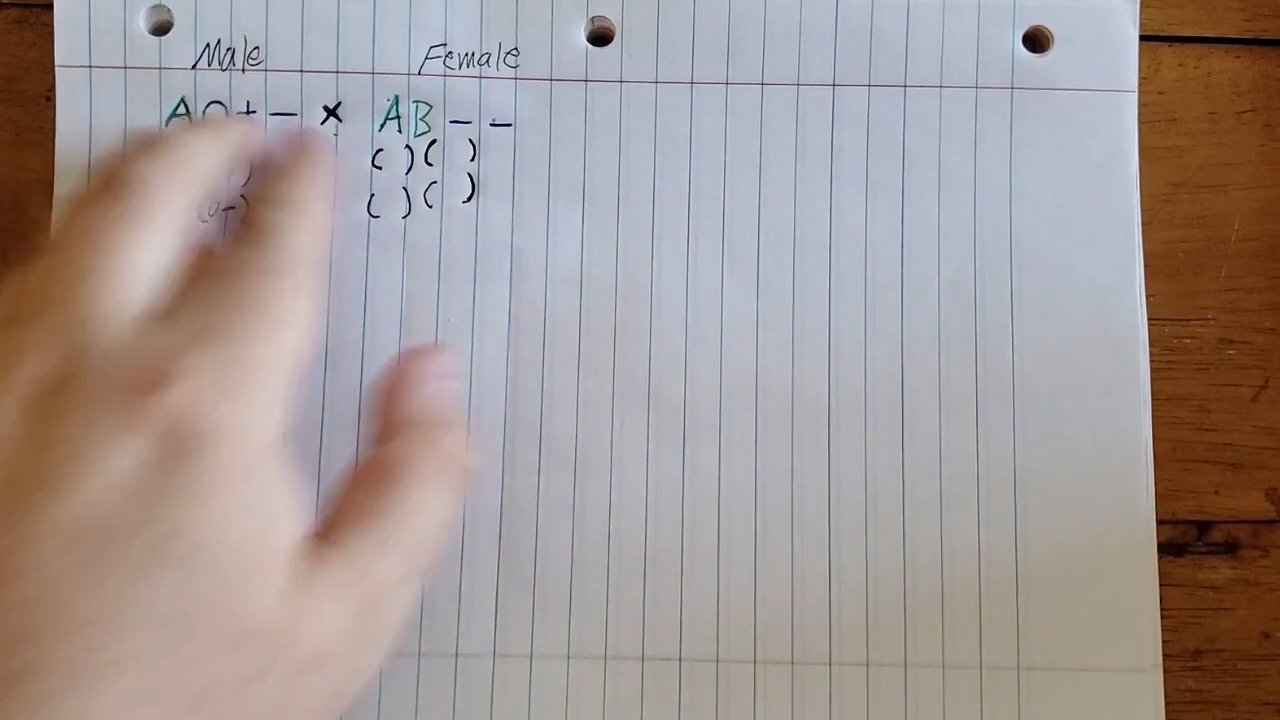 Male Female
AO+ — × AB — —
( ) ( )
( ) ( )